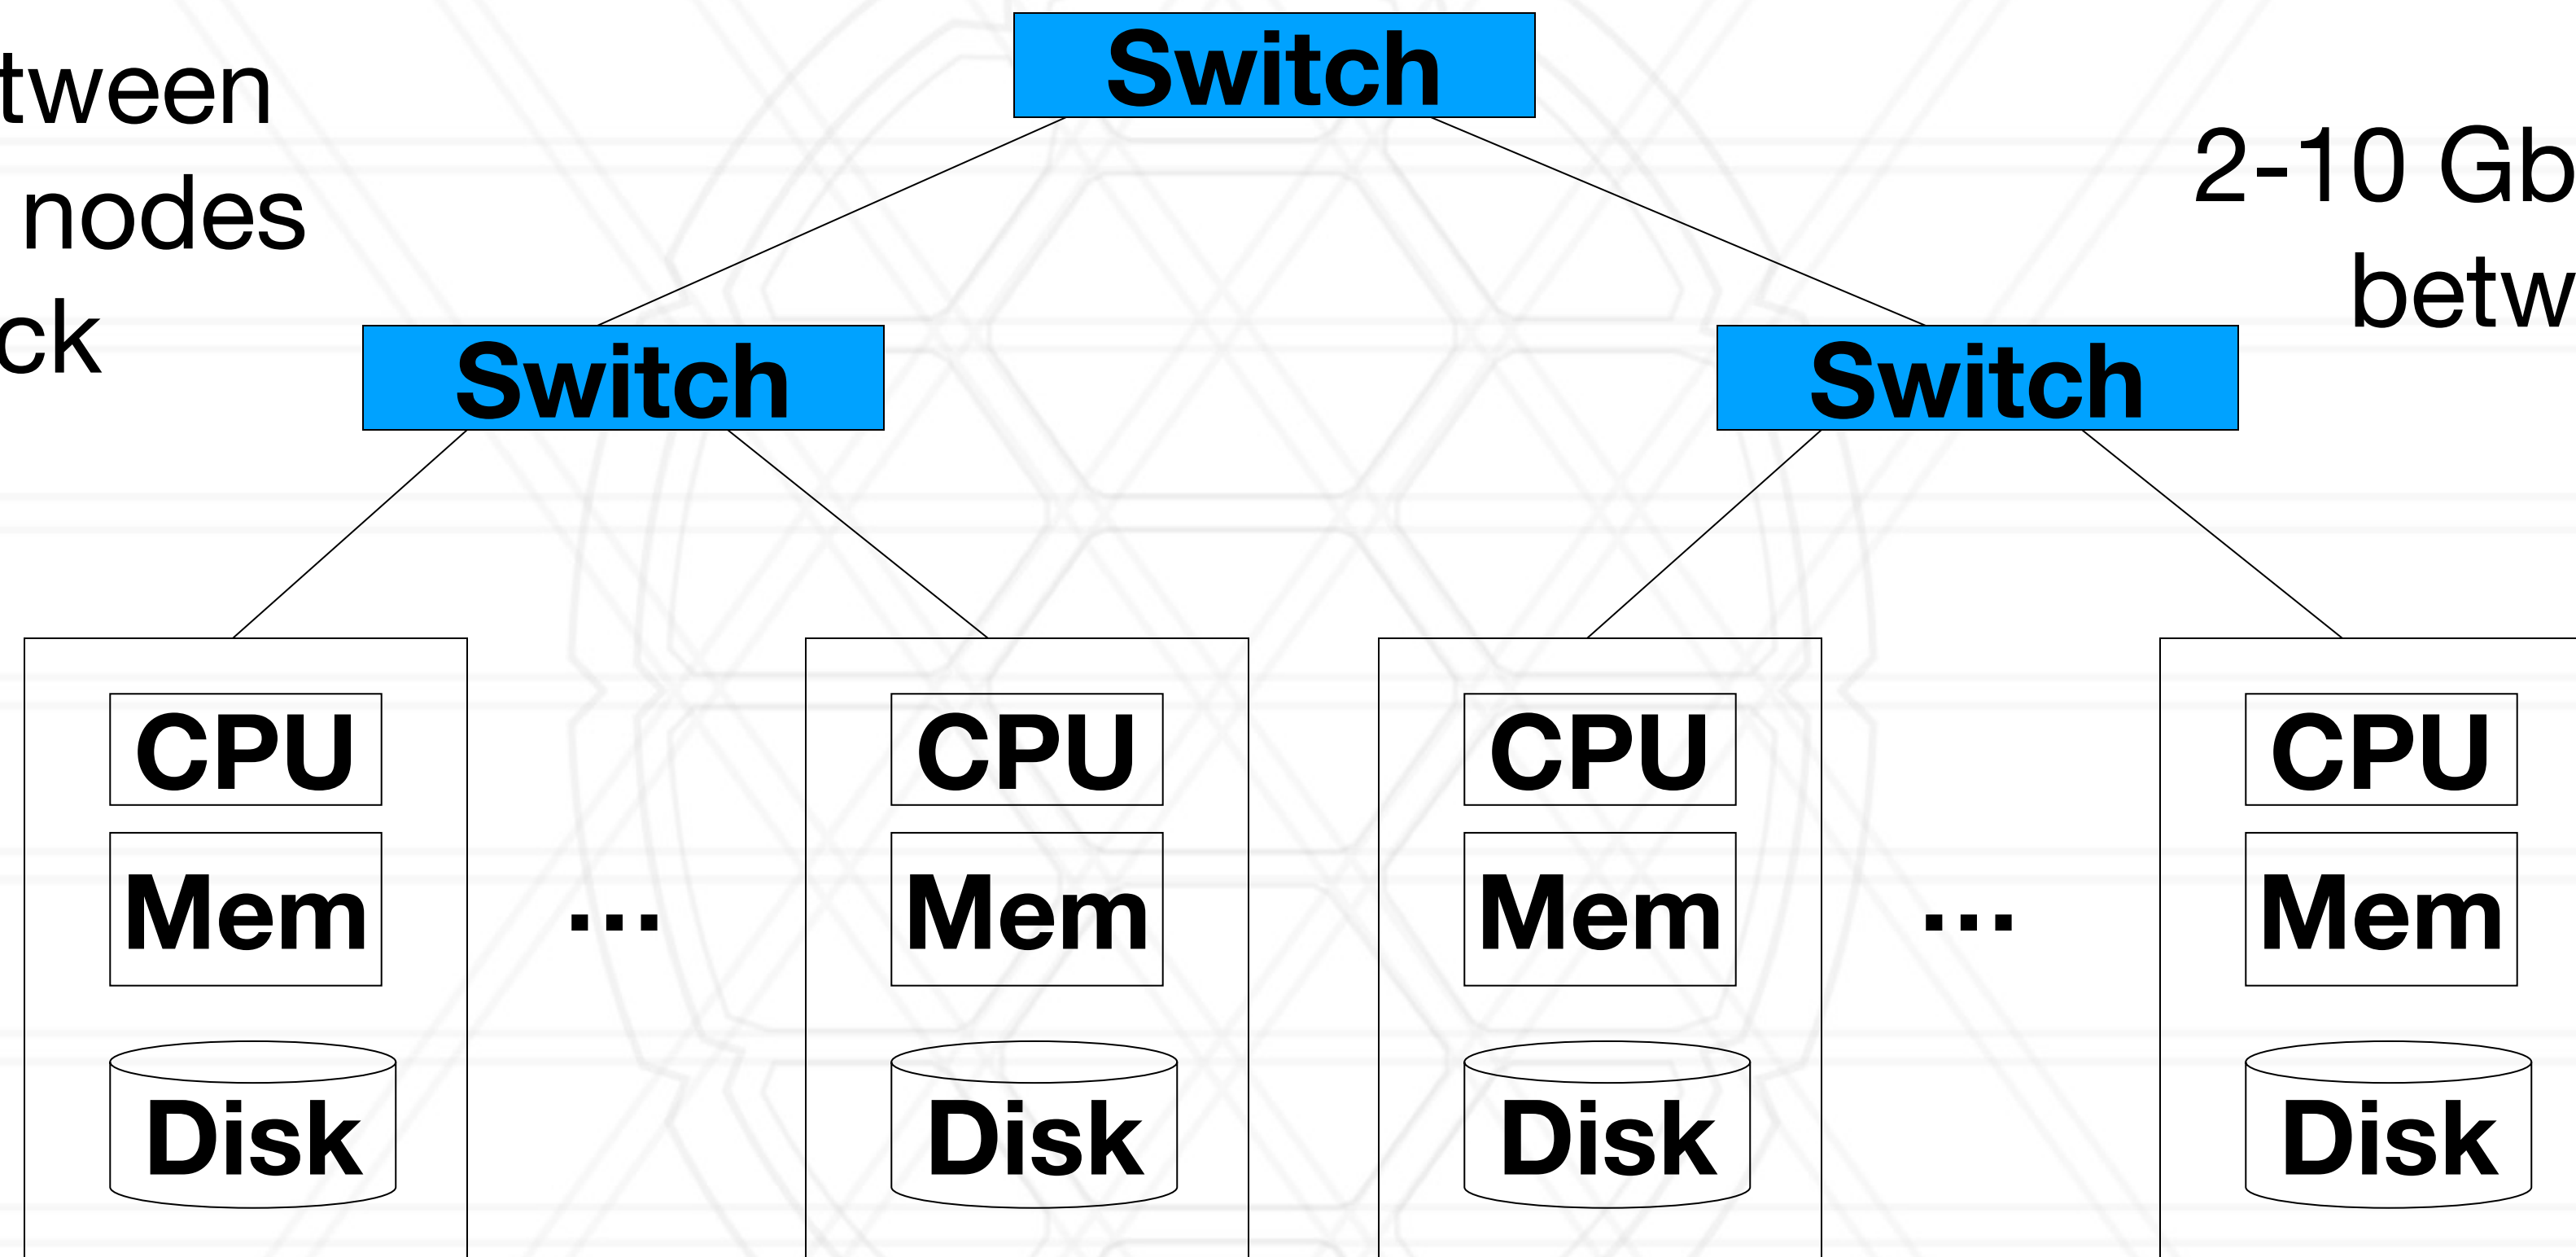 Switch
tween
nodes
ck
2-10 Gb
betw
Switch Switch
CPU CPU CPU CPU
Mem ... Mem Mem ... Mem
Disk Disk Disk Disk